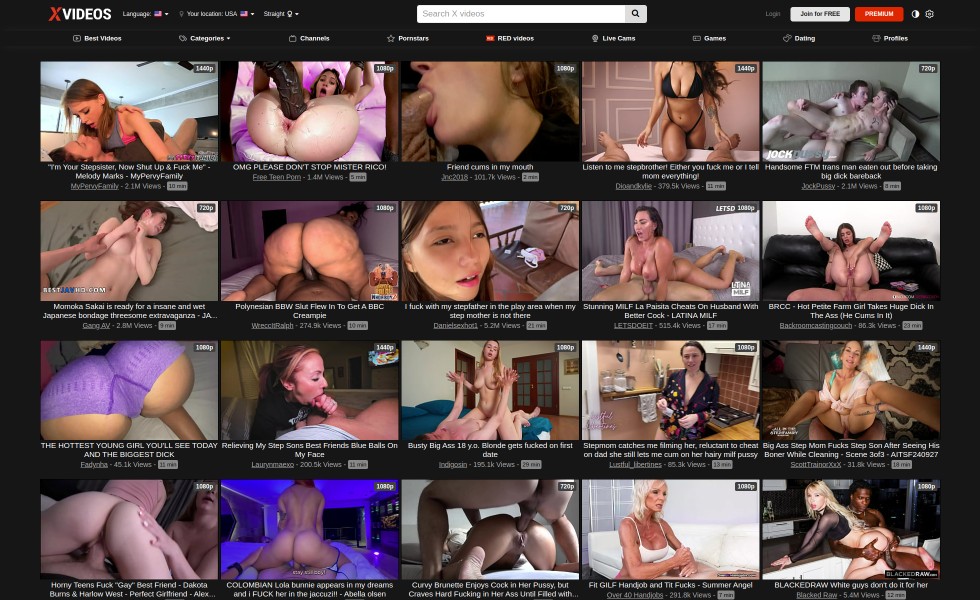 XVIDEOS
Language:
Your location: USA
Straight
Search X videos
Login
Join for FREE
PREMIUM
Best Videos
Categories
Channels
Pornstars
RED videos
Live Cams
Games
Dating
Profiles
1440p
1080p
1080p
1440p
720p
JOCK
"I'm Your Stepsister, Now Shut Up & Fuck Me" -
Melody Marks - MyPervyFamily
MyPervyFamily - 2.1M Views - 10 min
OMG PLEASE DON'T STOP MISTER RICO!
Free Teen Porn - 1.4M Views - 5 min
Friend cums in my mouth
Jnc2018 - 101.7k Views - 2 min
Listen to me stepbrother! Either you fuck me or I tell
mom everything!
Dioandkylie - 379.5k Views - 11 min
Handsome FTM trans man eaten out before taking
big dick bareback
JockPussy - 2.1M Views - 8 min
720p
1080p
720p
LETSD 1080p
1080p
LATINA
MILF
Momoka Sakai is ready for a insane and wet
Japanese bondage threesome extravaganza - JA...
Gang AV - 2.8M Views - 9 min
Polynesian BBW Slut Flew In To Get A BBC
Creampie
WreccItRalph - 274.9k Views - 10 min
I fuck with my stepfather in the play area when my
step mother is not there
Danielsexhot1 - 5.2M Views - 21 min
Stunning MILF La Paisita Cheats On Husband With
Better Cock - LATINA MILF
LETSDOEIT - 515.4k Views - 17 min
BRCC - Hot Petite Farm Girl Takes Huge Dick In
The Ass (He Cums In It)
Backroomcastingcouch - 86.3k Views - 23 min
1080p
1440p
1080p
1080p
1440p
THE HOTTEST YOUNG GIRL YOU'LL SEE TODAY
AND THE BIGGEST DICK
Fadynha - 45.1k Views - 11 min
Relieving My Step Sons Best Friends Blue Balls On
My Face
Laurynmaexo - 200.5k Views - 11 min
Busty Big Ass 18 y.o. Blonde gets fucked on first
date
Indigosin - 195.1k Views - 29 min
Stepmom catches me filming her, reluctant to cheat
on dad she still lets me cum on her hairy milf pussy
Lustful_libertines - 85.3k Views - 13 min
Big Ass Step Mom Fucks Step Son After Seeing His
Boner While Cleaning - Scene 3of3 - AITSF240927
ScottTrainorXxX - 31.8k Views - 18 min
1080p
1080p
720p
1080p
1080p
BLACKEDRAW.com
Horny Teens Fuck "Gay" Best Friend - Dakota
Burns & Harlow West - Perfect Girlfriend - Alex...
COLOMBIAN Lola bunnie appears in my dreams
and i FUCK her in the jacuzii!! - Abella olsen
Curvy Brunette Enjoys Cock in Her Pussy, but
Craves Hard Fucking in Her Ass Until Filled with...
Fit GILF Handjob and Tit Fucks - Summer Angel
Over 40 Handjobs - 291.8k Views - 7 min
BLACKEDRAW White guys don't do it for her
Blacked Raw - 5.4M Views - 12 min